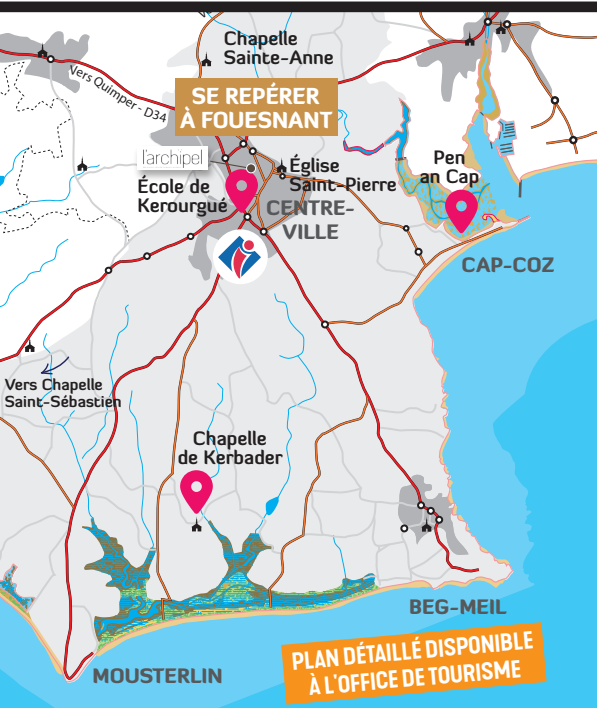 Chapelle
Sainte-Anne
Vers Quimper - D34
SE REPÉRER
À FOUESNANT
l'archipel
École de
Kerourgué
Église
Saint-Pierre
CENTRE-
VILLE
Pen
an Cap
CAP-COZ
Vers Chapelle
Saint-Sébastien
Chapelle
de Kerbader
BEG-MEIL
MOUSTERLIN
PLAN DÉTAILLÉ DISPONIBLE
À L'OFFICE DE TOURISME